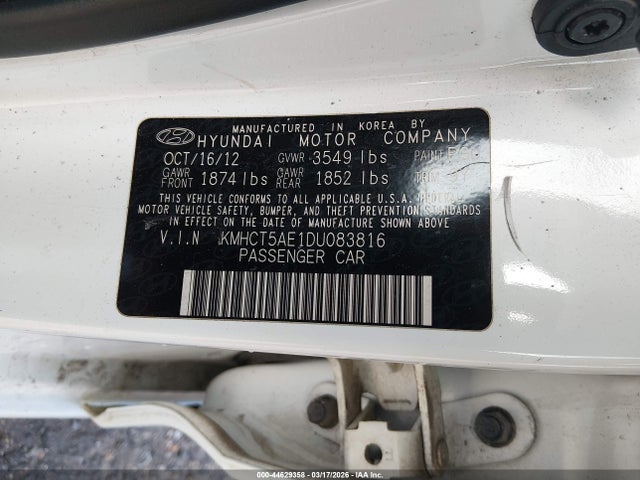 MANUFACTURED IN KOREA BY
HYUNDAI MOTOR COMPANY
OCT/16/12 GVWR 3549 lbs PAINT
GAWR FRONT 1874 lbs GAWR REAR 1852 lbs TRIM
THIS VEHICLE CONFORMS TO ALL APPLICABLE U.S.A. FEDERAL
MOTOR VEHICLE SAFETY, BUMPER, AND THEFT PREVENTION STANDARDS
IN EFFECT ON THE DATE OF MANUFACTURE SHOWN ABOVE.
V.I.N KMHCT5AE1DU083816
PASSENGER CAR
000-44629358 | 03/17/2026 | IAA Inc.